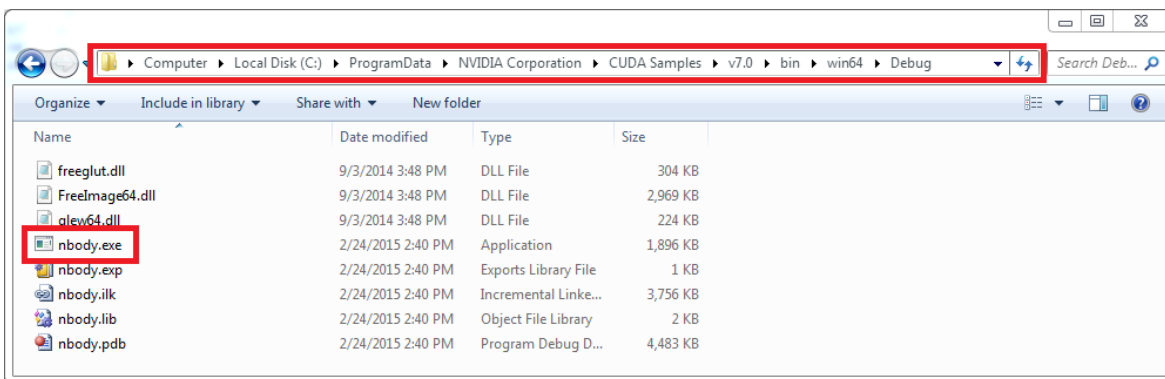 Computer Local Disk (C:) ProgramData NVIDIA Corporation CUDA Samples v7.0 bin win64 Debug Search Deb...
Organize Include in library Share with New folder
Name Date modified Type Size
freeglut.dll 9/3/2014 3:48 PM DLL File 304 KB
FreeImage64.dll 9/3/2014 3:48 PM DLL File 2,969 KB
glew64.dll 9/3/2014 3:48 PM DLL File 224 KB
nbody.exe 2/24/2015 2:40 PM Application 1,896 KB
nbody.exp 2/24/2015 2:40 PM Exports Library File 1 KB
nbody.ilk 2/24/2015 2:40 PM Incremental Linke... 3,756 KB
nbody.lib 2/24/2015 2:40 PM Object File Library 2 KB
nbody.pdb 2/24/2015 2:40 PM Program Debug D... 4,483 KB